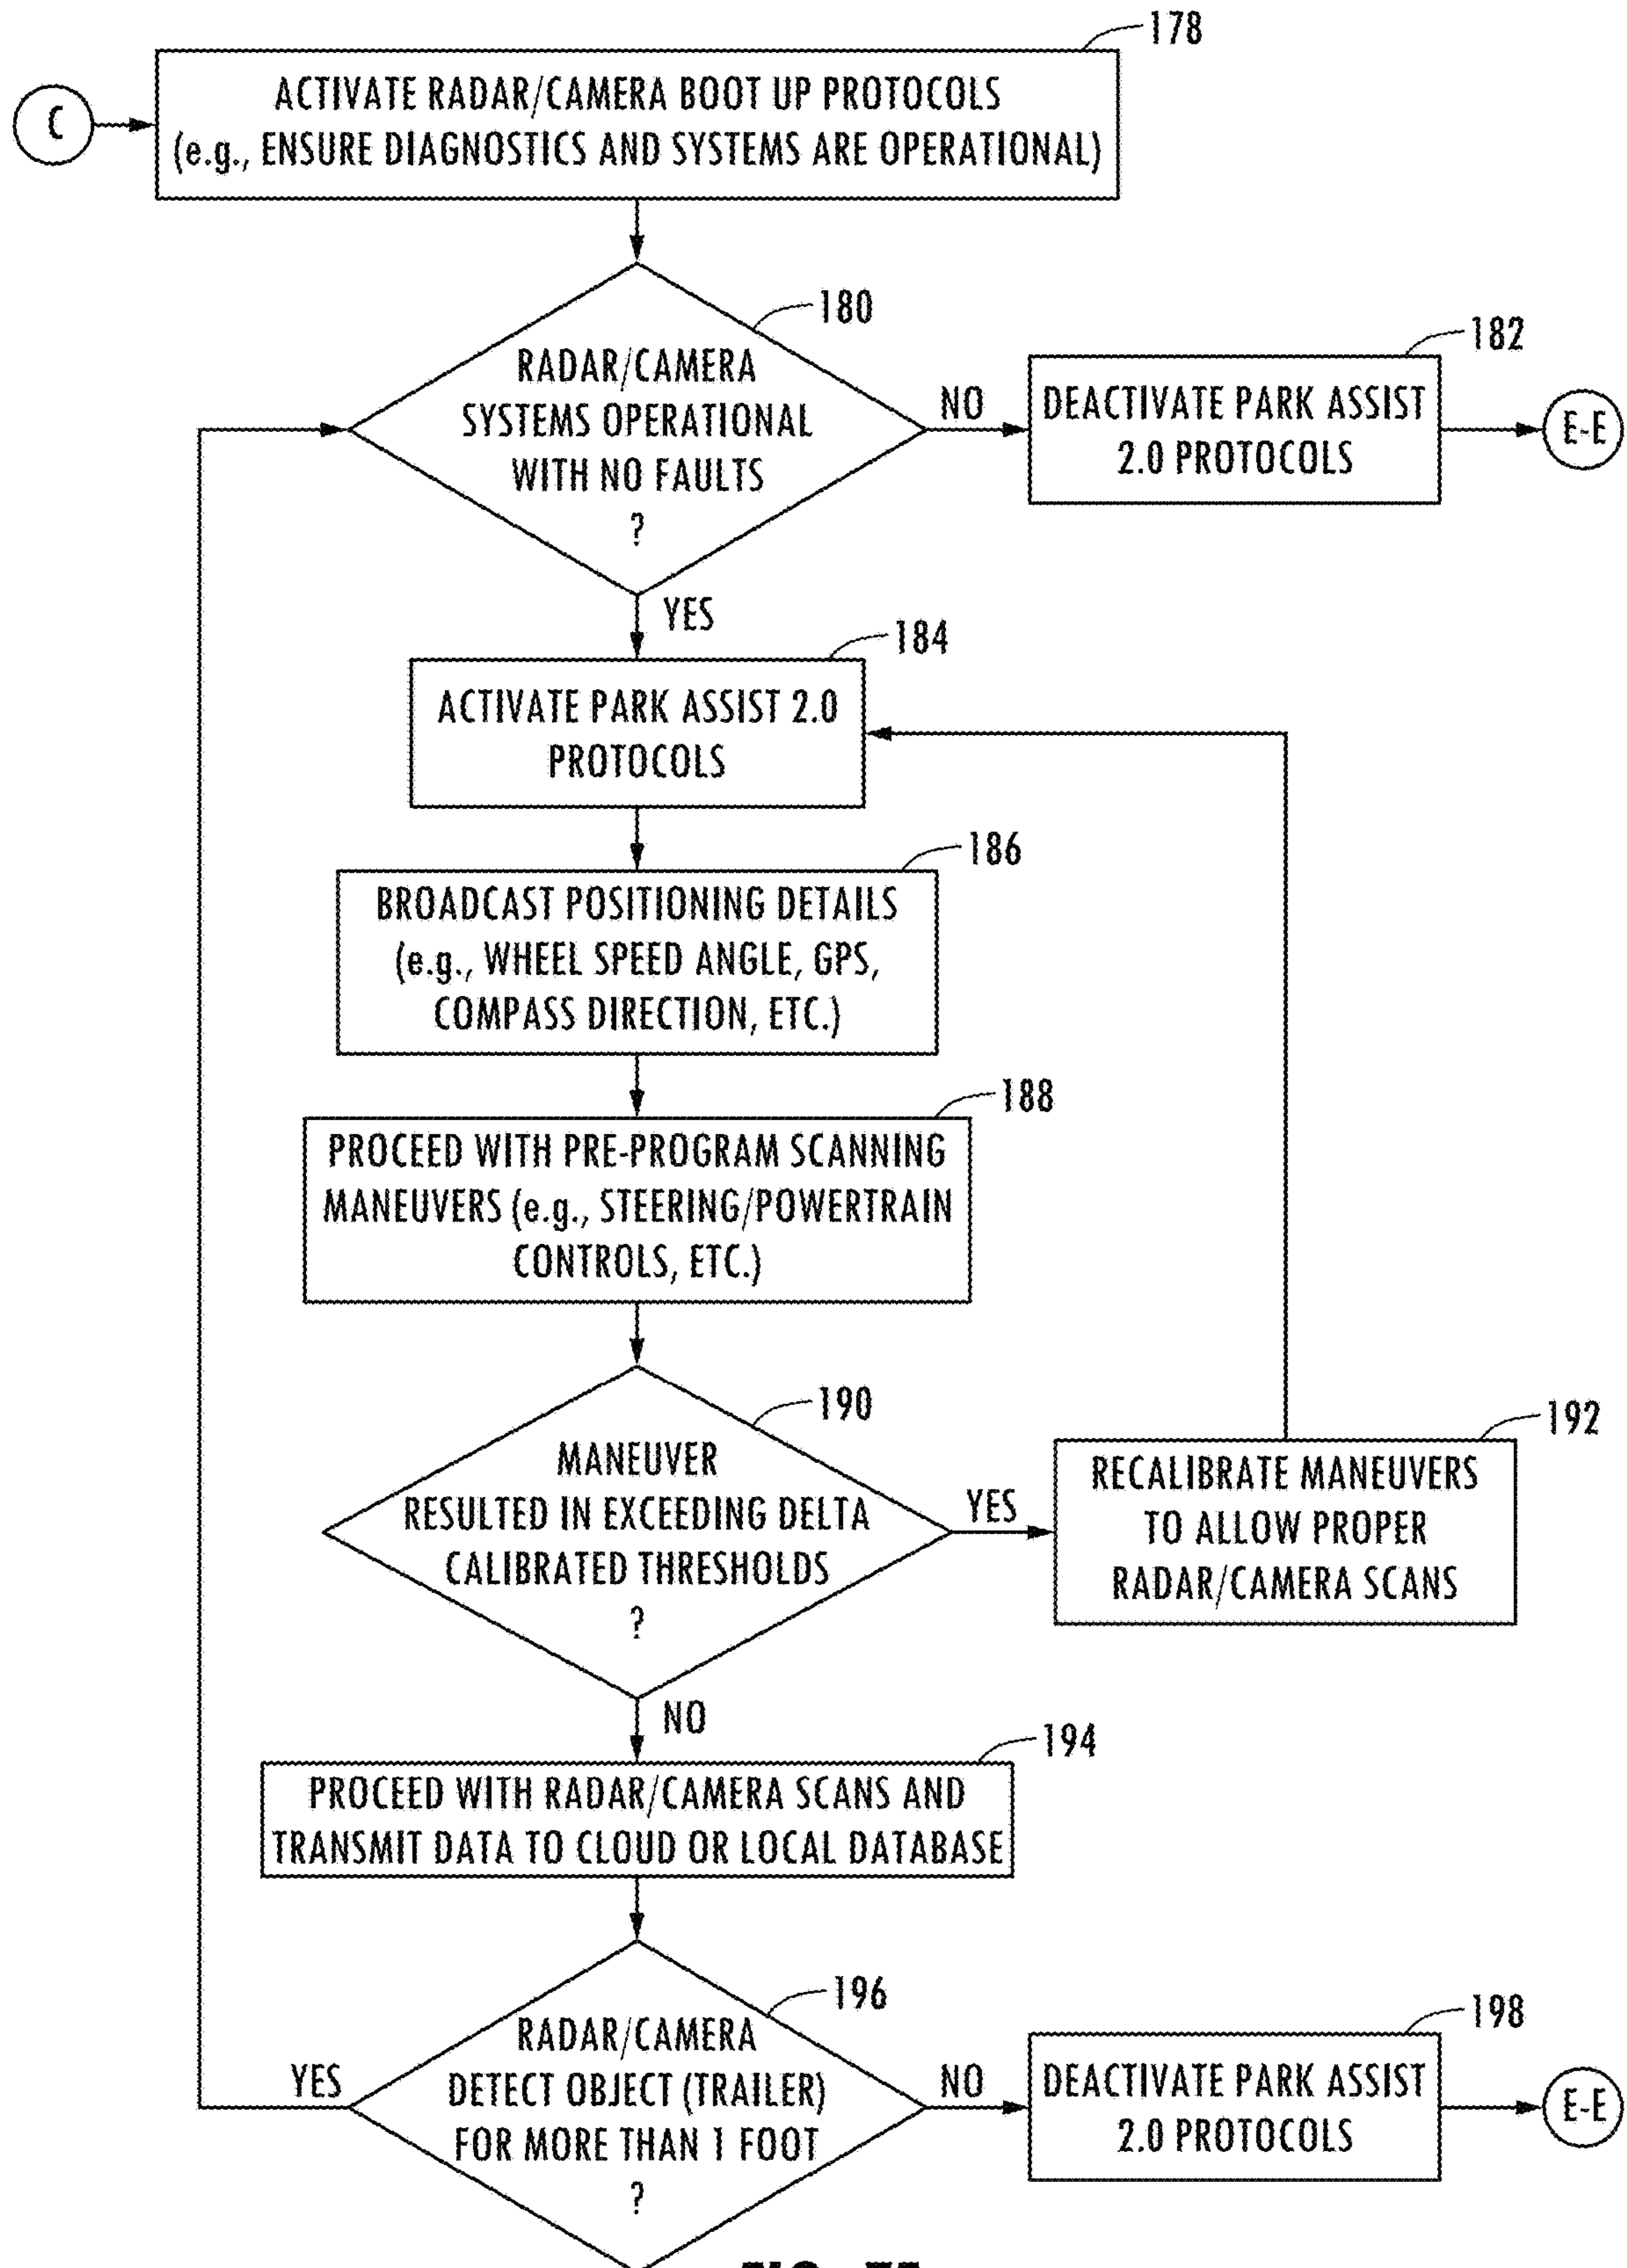 178
C
ACTIVATE RADAR/CAMERA BOOT UP PROTOCOLS
(e.g., ENSURE DIAGNOSTICS AND SYSTEMS ARE OPERATIONAL)
180
RADAR/CAMERA
SYSTEMS OPERATIONAL
WITH NO FAULTS
?
NO
182
DEACTIVATE PARK ASSIST
2.0 PROTOCOLS
E-E
YES
184
ACTIVATE PARK ASSIST 2.0
PROTOCOLS
186
BROADCAST POSITIONING DETAILS
(e.g., WHEEL SPEED ANGLE, GPS,
COMPASS DIRECTION, ETC.)
188
PROCEED WITH PRE-PROGRAM SCANNING
MANEUVERS (e.g., STEERING/POWERTRAIN
CONTROLS, ETC.)
190
MANEUVER
RESULTED IN EXCEEDING DELTA
CALIBRATED THRESHOLDS
?
YES
192
RECALIBRATE MANEUVERS
TO ALLOW PROPER
RADAR/CAMERA SCANS
NO
194
PROCEED WITH RADAR/CAMERA SCANS AND
TRANSMIT DATA TO CLOUD OR LOCAL DATABASE
196
RADAR/CAMERA
DETECT OBJECT (TRAILER)
FOR MORE THAN 1 FOOT
?
YES
NO
198
DEACTIVATE PARK ASSIST
2.0 PROTOCOLS
E-E